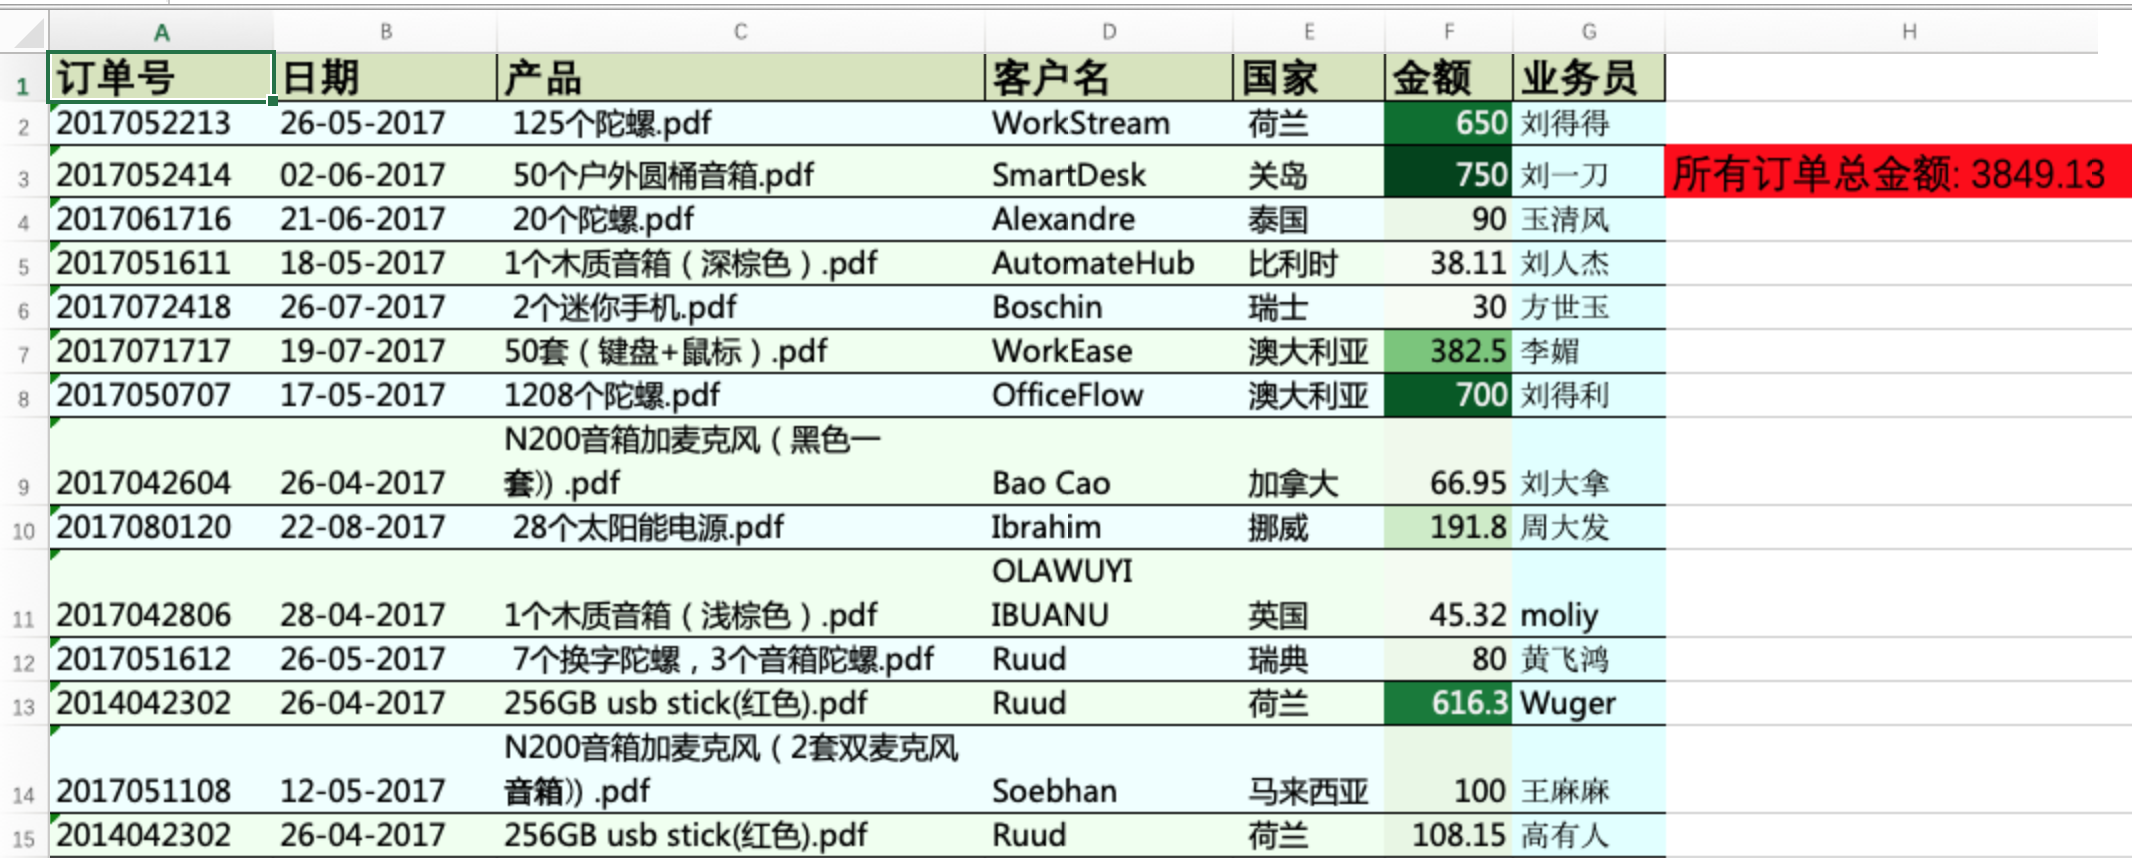 A B C D E F G H
1 订单号 日期 产品 客户名 国家 金额 业务员
2 2017052213 26-05-2017 125个陀螺.pdf WorkStream 荷兰 650 刘得得
3 2017052414 02-06-2017 50个户外圆桶音箱.pdf SmartDesk 关岛 750 刘一刀 所有订单总金额: 3849.13
4 2017061716 21-06-2017 20个陀螺.pdf Alexandre 泰国 90 玉清风
5 2017051611 18-05-2017 1个木质音箱（深棕色）.pdf AutomateHub 比利时 38.11 刘人杰
6 2017072418 26-07-2017 2个迷你手机.pdf Boschin 瑞士 30 方世玉
7 2017071717 19-07-2017 50套（键盘+鼠标）.pdf WorkEase 澳大利亚 382.5 李媚
8 2017050707 17-05-2017 1208个陀螺.pdf OfficeFlow 澳大利亚 700 刘得利
N200音箱加麦克风（黑色一
9 2017042604 26-04-2017 套)) .pdf Bao Cao 加拿大 66.95 刘大拿
10 2017080120 22-08-2017 28个太阳能电源.pdf Ibrahim 挪威 191.8 周大发
OLAWUYI
11 2017042806 28-04-2017 1个木质音箱（浅棕色）.pdf IBUANU 英国 45.32 moliy
12 2017051612 26-05-2017 7个换字陀螺，3个音箱陀螺.pdf Ruud 瑞典 80 黄飞鸿
13 2014042302 26-04-2017 256GB usb stick(红色).pdf Ruud 荷兰 616.3 Wuger
N200音箱加麦克风（2套双麦克风
14 2017051108 12-05-2017 音箱)) .pdf Soebhan 马来西亚 100 王麻麻
15 2014042302 26-04-2017 256GB usb stick(红色).pdf Ruud 荷兰 108.15 高有人